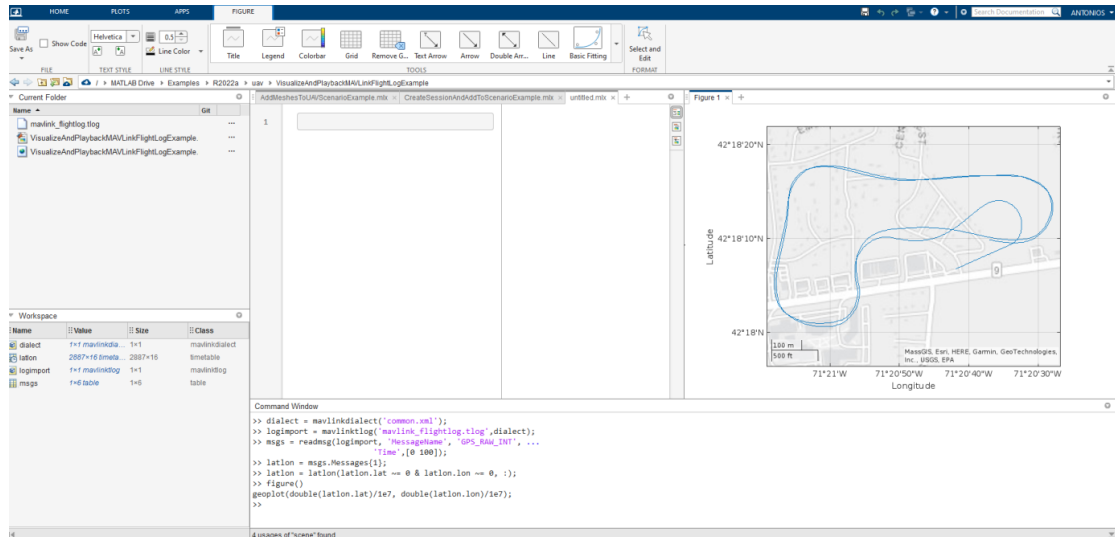 HOME PLOTS APPS FIGURE Search Documentation ANTONIOS
Save As Show Code Helvetica 0.5 Line Color Title Legend Colorbar Grid Remove G... Text Arrow Arrow Double Arr... Line Basic Fitting Select and Edit
FILE TEXT STYLE LINE STYLE TOOLS FORMAT
/ > MATLAB Drive > Examples > R2022a > uav > VisualizeAndPlaybackMAVLinkFlightLogExample
Current Folder
Name Git
mavlink_flightlog.tlog
VisualizeAndPlaybackMAVLinkFlightLogExample.
VisualizeAndPlaybackMAVLinkFlightLogExample.
AddMeshesToUAVScenarioExample.mlx × CreateSessionAndAddToScenarioExample.mlx × untitled.mlx × +
1
Figure 1 × +
42°18'20"N
42°18'10"N
42°18'N
Latitude
9
100 m
500 ft
MassGIS, Esri, HERE, Garmin, GeoTechnologies,
Inc., USGS, EPA
71°21'W 71°20'50"W 71°20'40"W 71°20'30"W
Longitude
Workspace
Name Value Size Class
dialect 1×1 mavlinkdia... 1×1 mavlinkdialect
latlon 2887×16 timeta... 2887×16 timetable
logimport 1×1 mavlinktlog 1×1 mavlinktlog
msgs 1×6 table 1×6 table
Command Window
>> dialect = mavlinkdialect('common.xml');
>> logimport = mavlinktlog('mavlink_flightlog.tlog',dialect);
>> msgs = readmsg(logimport, 'MessageName', 'GPS_RAW_INT', ...
'Time',[0 100]);
>> latlon = msgs.Messages{1};
>> latlon = latlon(latlon.lat ~= 0 & latlon.lon ~= 0, :);
>> figure()
geoplot(double(latlon.lat)/1e7, double(latlon.lon)/1e7);
>>
4 usages of "scene" found